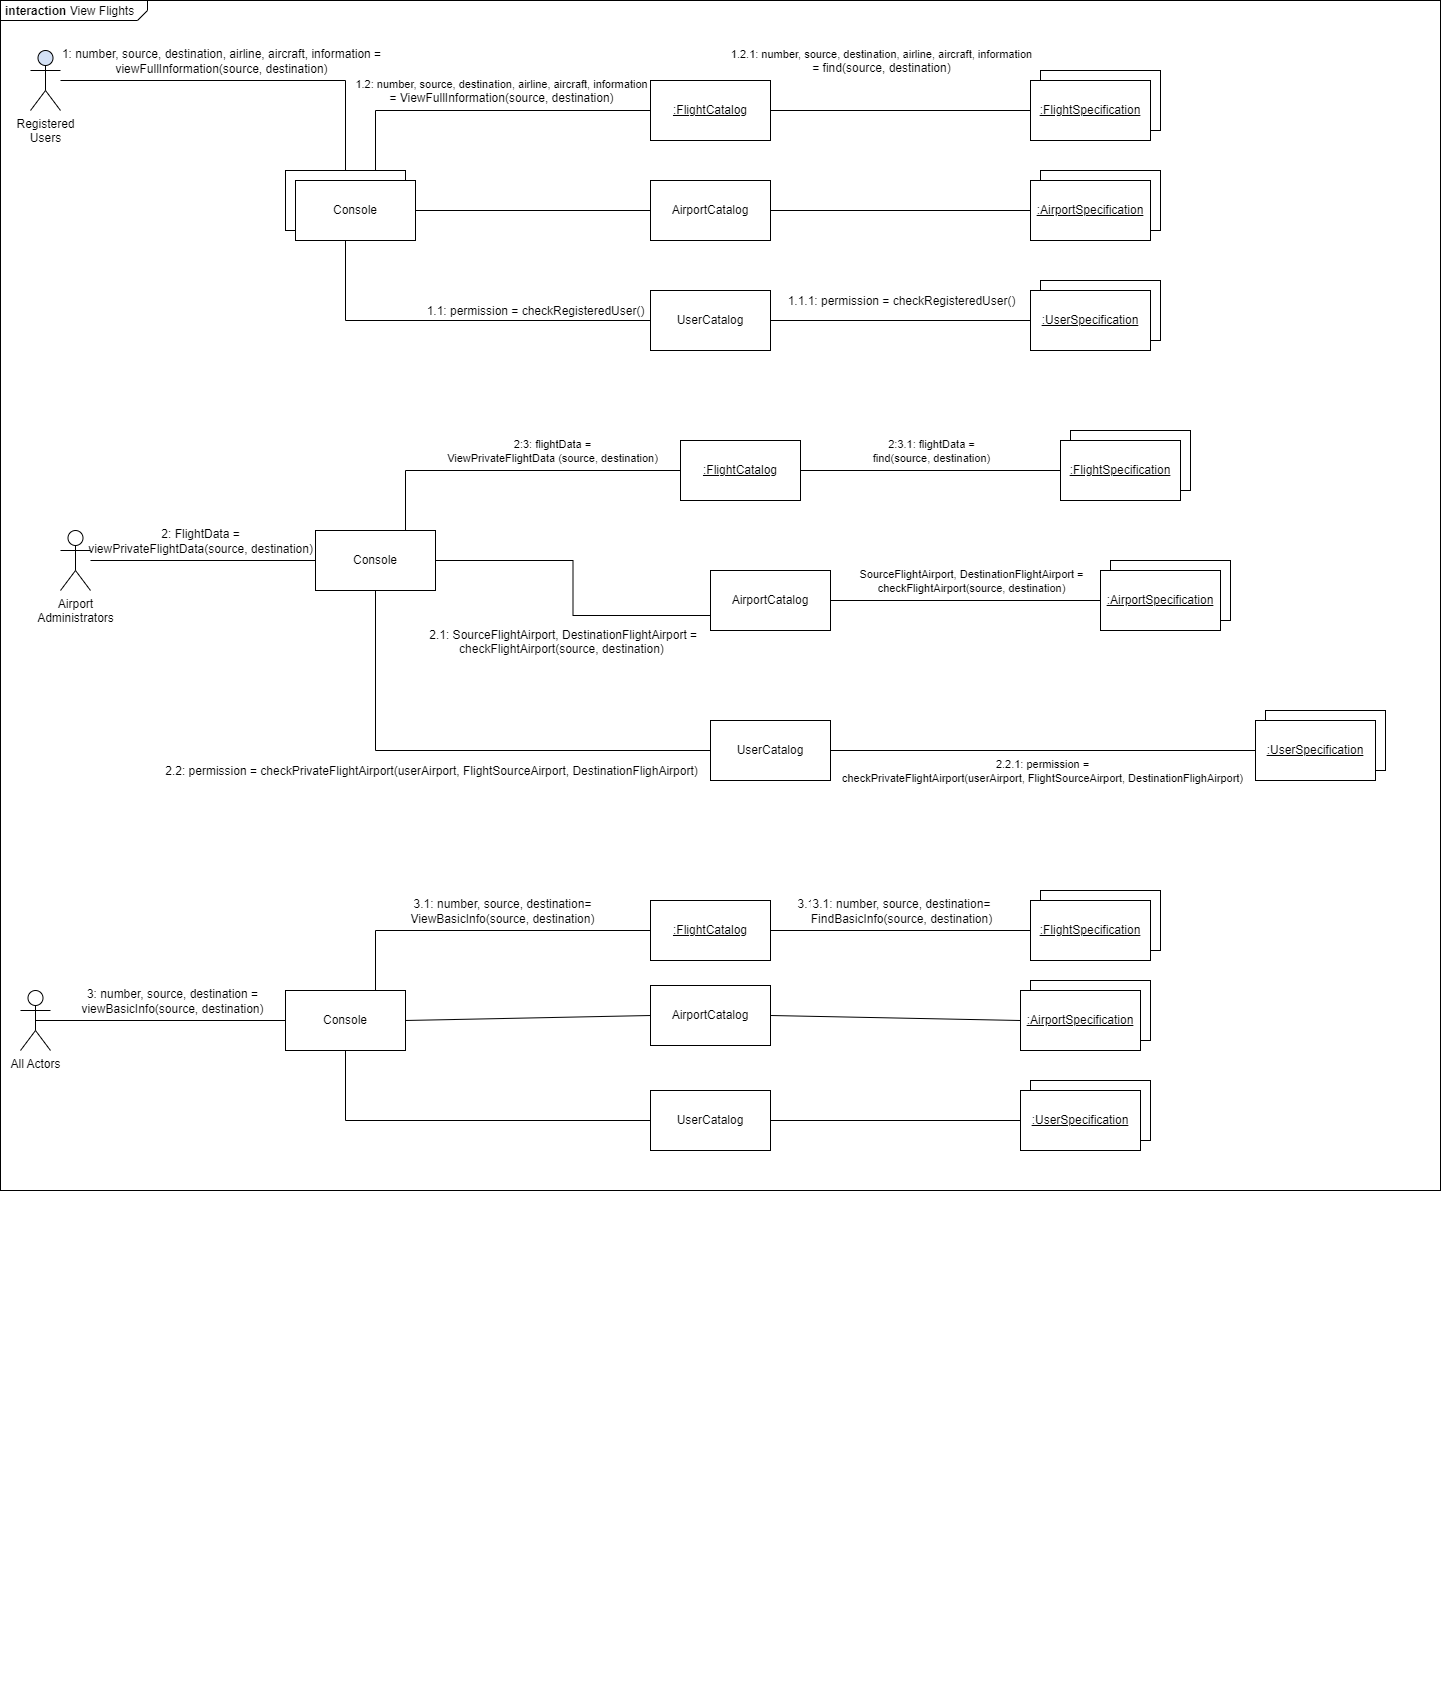 interaction View Flights
1: number, source, destination, airline, aircraft, information =
viewFullInformation(source, destination)
1.2.1: number, source, destination, airline, aircraft, information
= find(source, destination)
1.2: number, source, destination, airline, aircraft, information
= ViewFullInformation(source, destination)
:FlightCatalog
:FlightSpecification
Registered
Users
Console
AirportCatalog
:AirportSpecification
1.1: permission = checkRegisteredUser()
UserCatalog
1.1.1: permission = checkRegisteredUser()
:UserSpecification
2:3: flightData =
ViewPrivateFlightData (source, destination)
:FlightCatalog
2:3.1: flightData =
find(source, destination)
:FlightSpecification
2: FlightData =
viewPrivateFlightData(source, destination)
Airport
Administrators
Console
SourceFlightAirport, DestinationFlightAirport =
checkFlightAirport(source, destination)
AirportCatalog
:AirportSpecification
2.1: SourceFlightAirport, DestinationFlightAirport =
checkFlightAirport(source, destination)
UserCatalog
:UserSpecification
2.2: permission = checkPrivateFlightAirport(userAirport, FlightSourceAirport, DestinationFlighAirport)
2.2.1: permission =
checkPrivateFlightAirport(userAirport, FlightSourceAirport, DestinationFlighAirport)
3.1: number, source, destination=
ViewBasicInfo(source, destination)
:FlightCatalog
3.1: number, source, destination=
FindBasicInfo(source, destination)
:FlightSpecification
3: number, source, destination =
viewBasicInfo(source, destination)
All Actors
Console
AirportCatalog
:AirportSpecification
UserCatalog
:UserSpecification